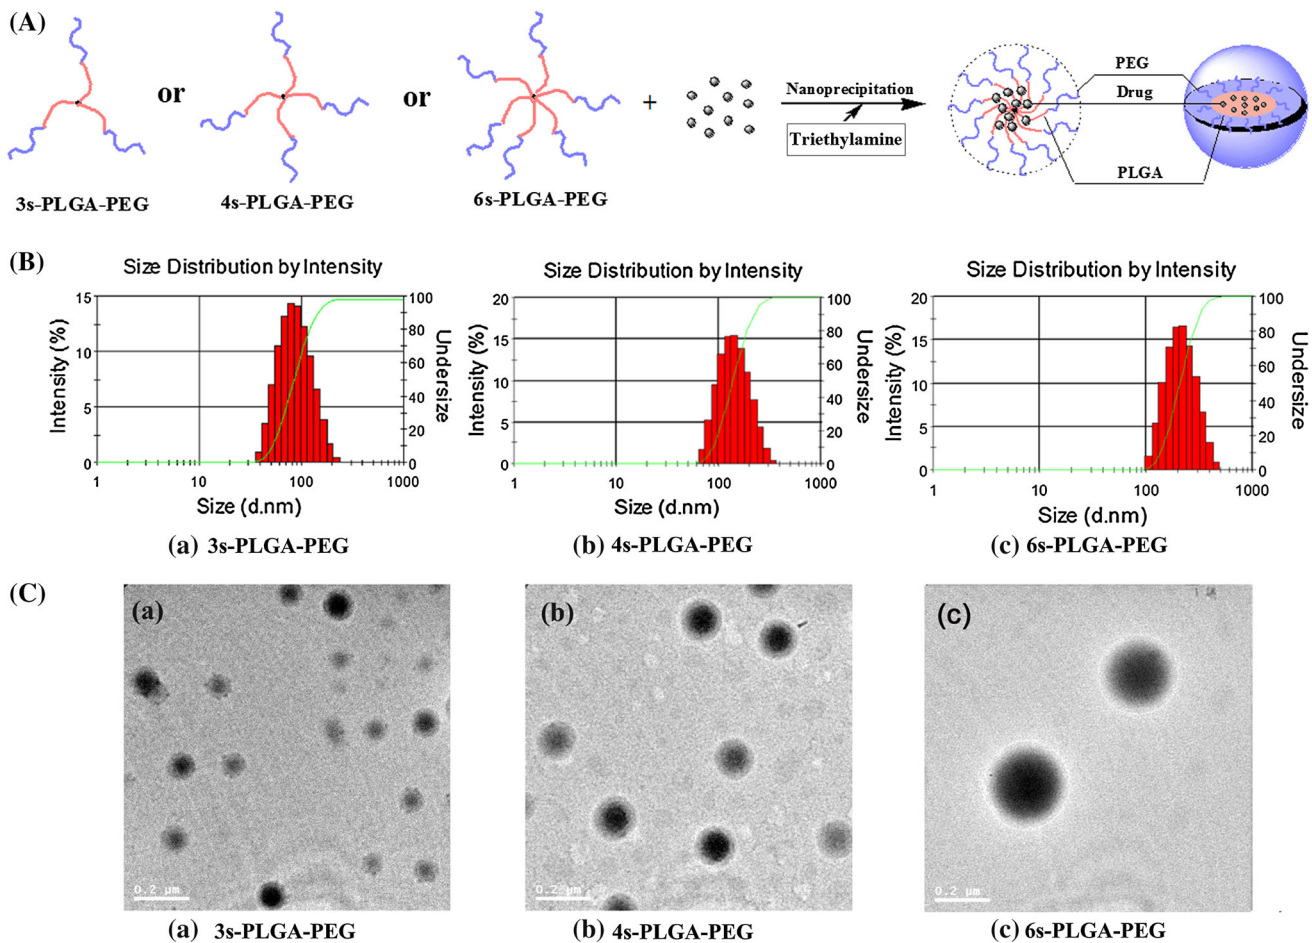 (A)
or
or
+
Nanoprecipitation
Triethylamine
PEG
Drug
PLGA
3s-PLGA-PEG
4s-PLGA-PEG
6s-PLGA-PEG
(B)
Size Distribution by Intensity
Intensity (%)
15
10
5
0
100
80
60
40
20
0
Undersize
1
10
100
1000
Size (d.nm)
(a) 3s-PLGA-PEG
Size Distribution by Intensity
Intensity (%)
20
15
10
5
0
100
80
60
40
20
0
Undersize
1
10
100
1000
Size (d.nm)
(b) 4s-PLGA-PEG
Size Distribution by Intensity
Intensity (%)
20
15
10
5
0
100
80
60
40
20
0
Undersize
1
10
100
1000
Size (d.nm)
(c) 6s-PLGA-PEG
(C)
(a)
0.2 µm
(a) 3s-PLGA-PEG
(b)
0.2 µm
(b) 4s-PLGA-PEG
(c)
0.2 µm
(c) 6s-PLGA-PEG